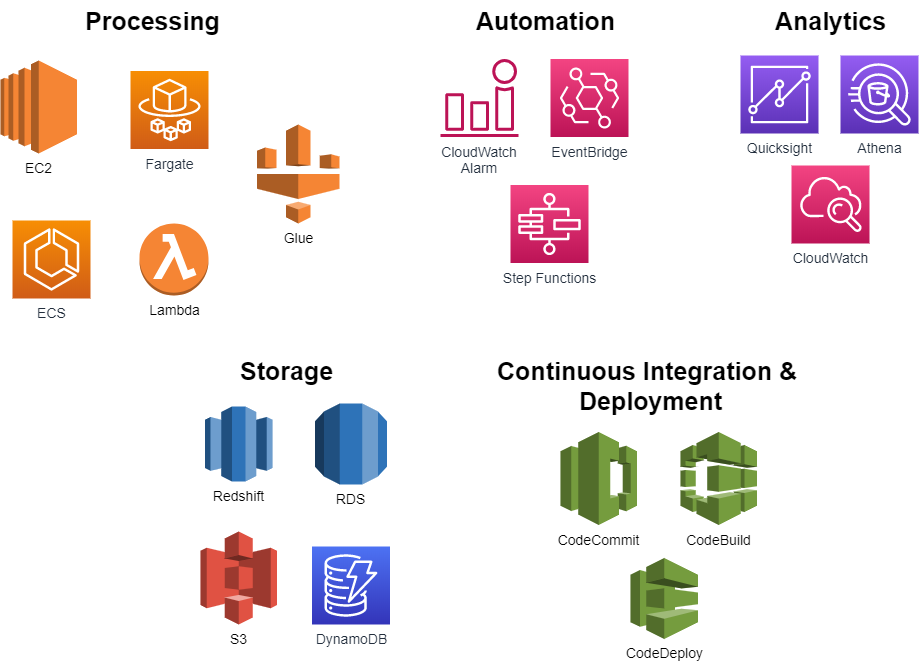 Processing
EC2
Fargate
Glue
ECS
Lambda
Automation
CloudWatch
Alarm
EventBridge
Step Functions
Analytics
Quicksight
Athena
CloudWatch
Storage
Redshift
RDS
S3
DynamoDB
Continuous Integration &
Deployment
CodeCommit
CodeBuild
CodeDeploy